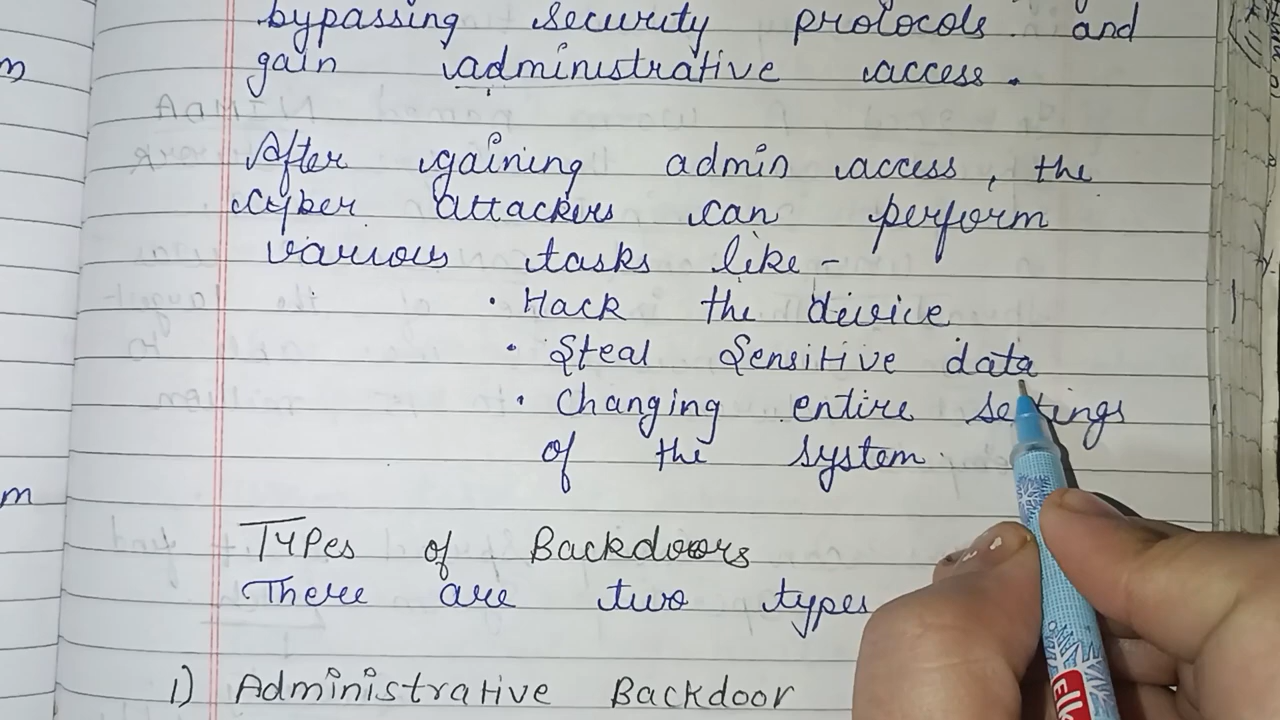 bypassing security protocols and
gain administrative access.
After gaining admin access, the
cyber attackers can perform
various tasks like -
• Hack the device
• Steal Sensitive data
• Changing entire settings
of the system.
Types of Backdoors
There are two types
1) Administrative Backdoor
m
m